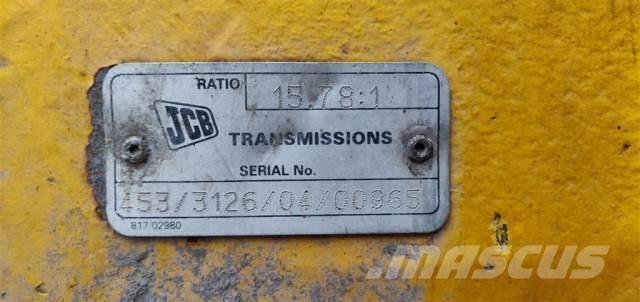 RATIO 15.78:1
JCB
TRANSMISSIONS
SERIAL No.
453/3126/04/00965
817/02980
MASCUS